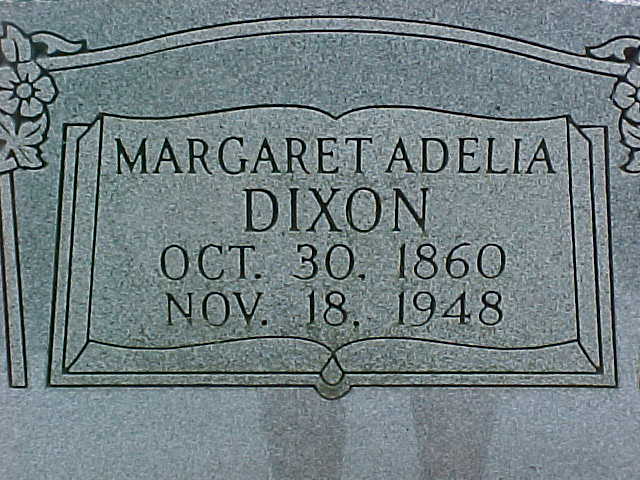 MARGARET ADELIA
DIXON
OCT. 30, 1860
NOV. 18, 1948